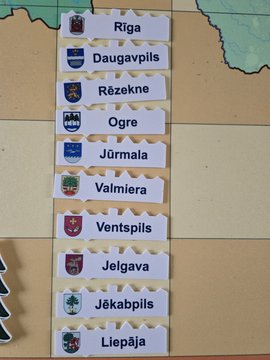 Rīga
Daugavpils
Rēzekne
Ogre
Jūrmala
Valmiera
Ventspils
Jelgava
Jēkabpils
Liepāja